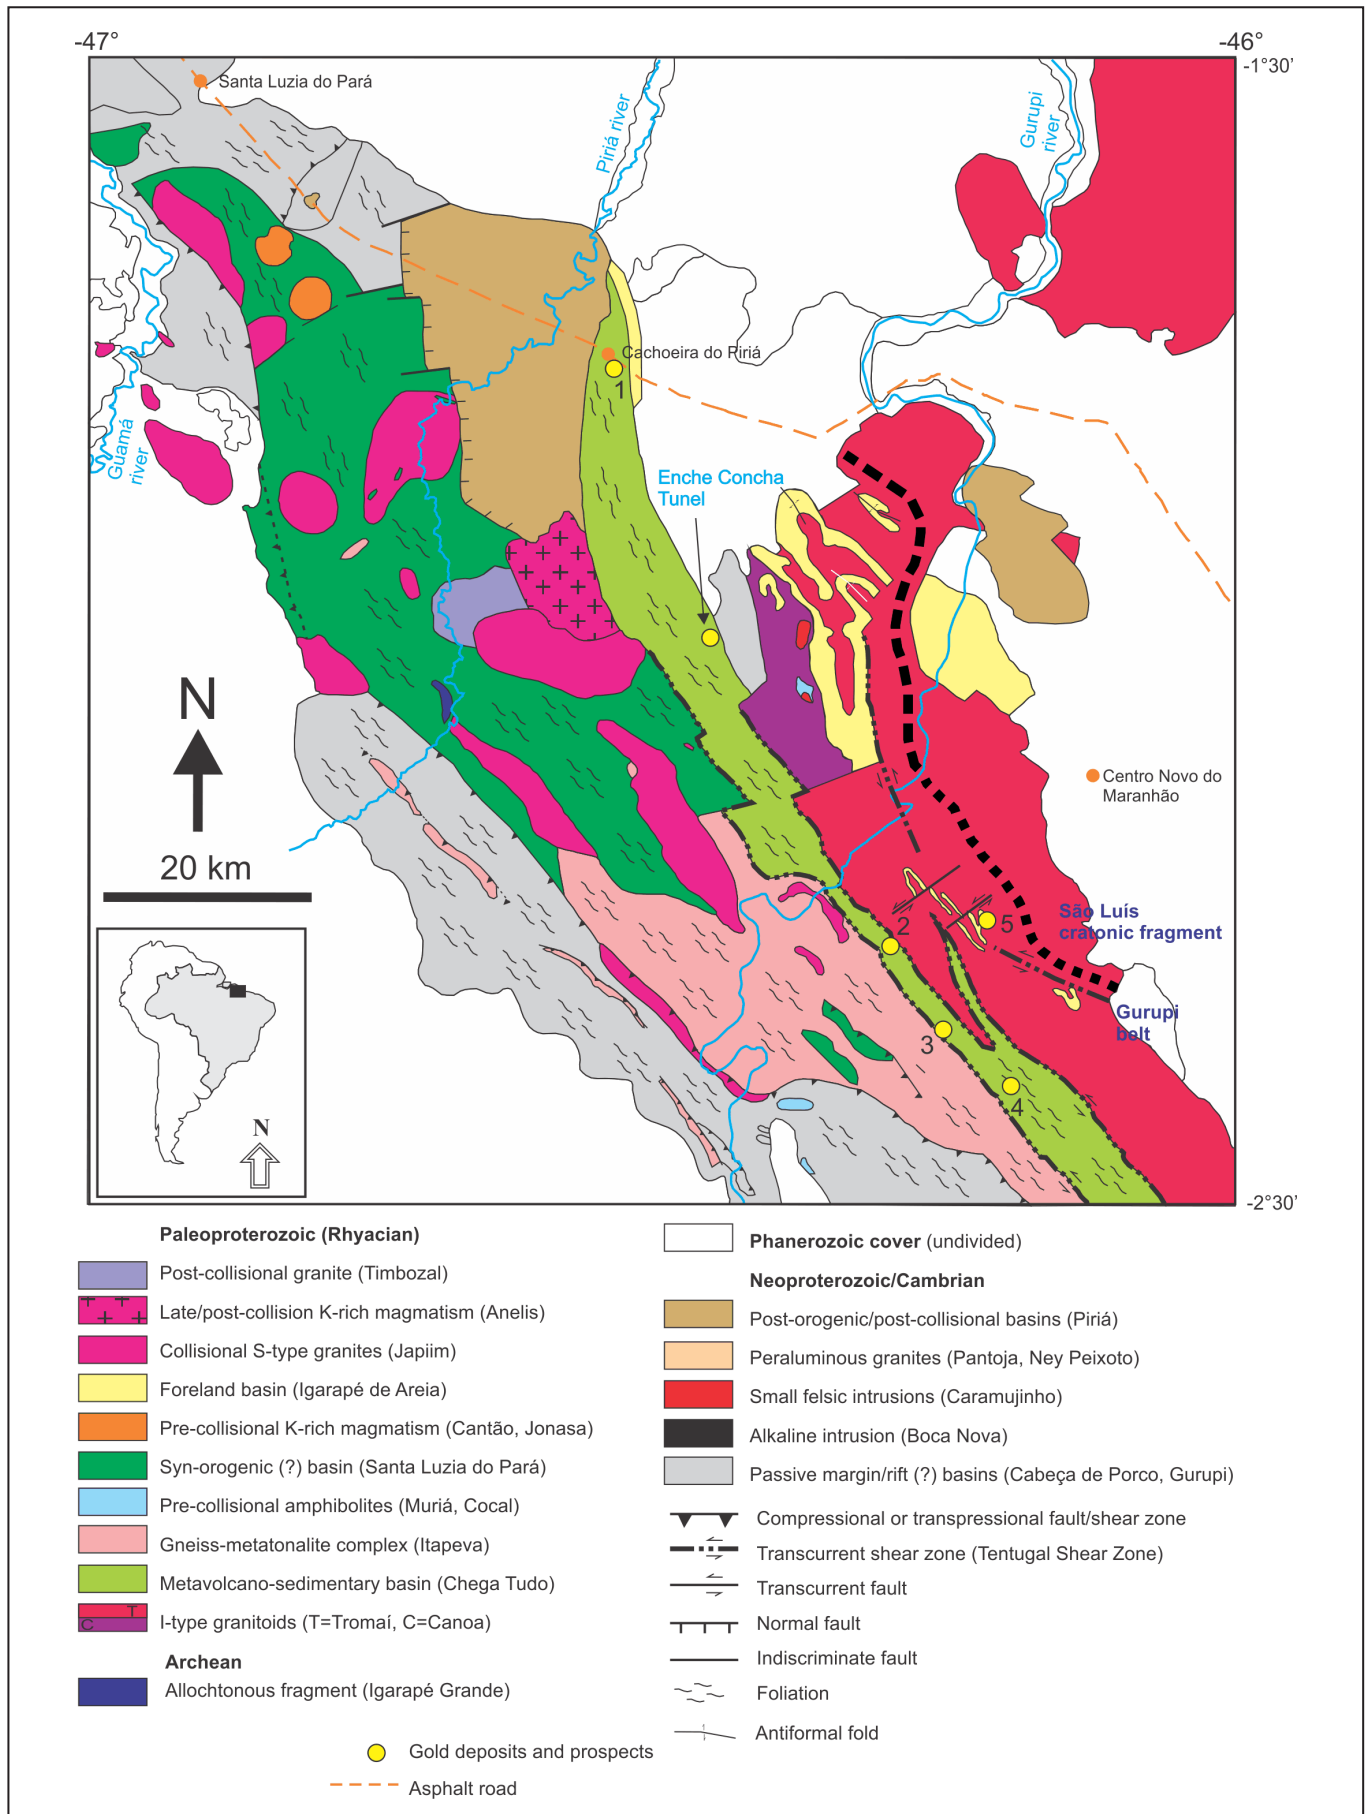 -47°
-46°
-1°30'
Santa Luzia do Pará
Piriá river
Gurupi
river
Cachoeira do Piriá
1
Guamá
river
Enche Concha
Tunel
N
20 km
Centro Novo do
Maranhão
2
5
São Luís
cratonic fragment
Gurupi
belt
3
4
N
-2°30'
Paleoproterozoic (Rhyacian)
Post-collisional granite (Timbozal)
Late/post-collision K-rich magmatism (Anelis)
Collisional S-type granites (Japiim)
Foreland basin (Igarapé de Areia)
Pre-collisional K-rich magmatism (Cantão, Jonasa)
Syn-orogenic (?) basin (Santa Luzia do Pará)
Pre-collisional amphibolites (Muriá, Cocal)
Gneiss-metatonalite complex (Itapeva)
Metavolcano-sedimentary basin (Chega Tudo)
T
C
I-type granitoids (T=Tromaí, C=Canoa)
Archean
Allochtonous fragment (Igarapé Grande)
Phanerozoic cover (undivided)
Neoproterozoic/Cambrian
Post-orogenic/post-collisional basins (Piriá)
Peraluminous granites (Pantoja, Ney Peixoto)
Small felsic intrusions (Caramujinho)
Alkaline intrusion (Boca Nova)
Passive margin/rift (?) basins (Cabeça de Porco, Gurupi)
Compressional or transpressional fault/shear zone
Transcurrent shear zone (Tentugal Shear Zone)
Transcurrent fault
Normal fault
Indiscriminate fault
Foliation
Antiformal fold
Gold deposits and prospects
Asphalt road